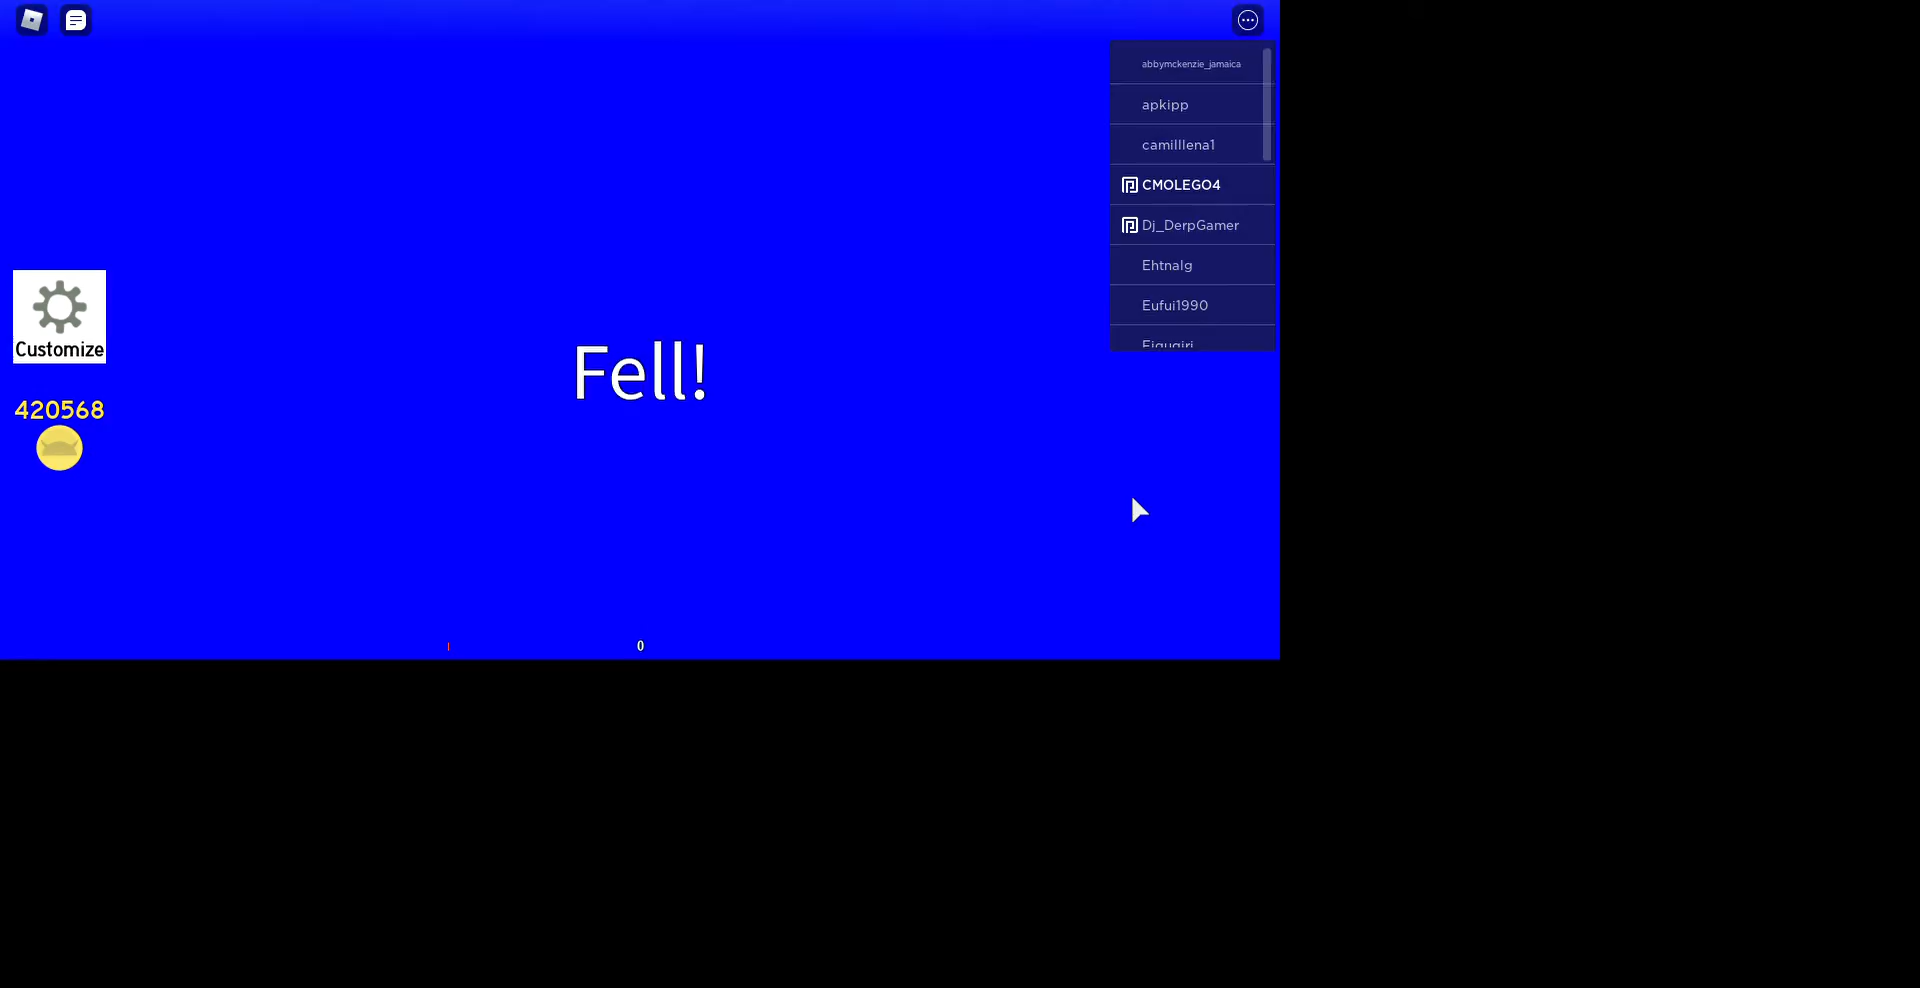 abbymckenzie_jamaica
apkipp
camilllena1
CMOLEGO4
Dj_DerpGamer
Ehtnalg
Eufui1990
Customize
Fell!
420568
0